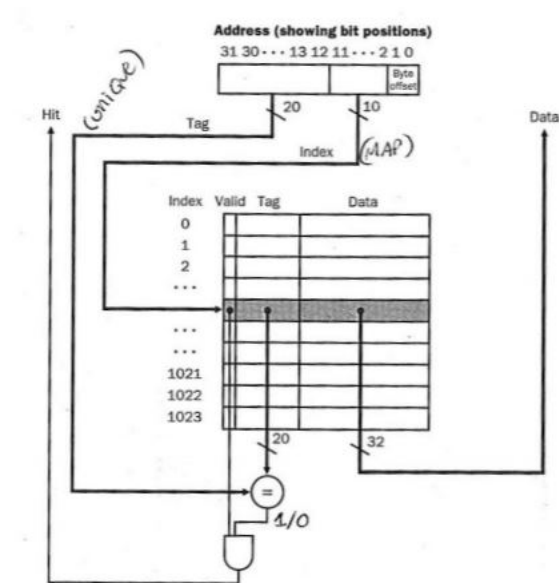 Address (showing bit positions)
31 30 ··· 13 12 11 ··· 2 1 0
Byte
offset
(unique)
20
10
Hit
Tag
Data
Index
(MAP)
Index Valid Tag Data
0
1
2
···
···
···
1021
1022
1023
20
32
=
1/0